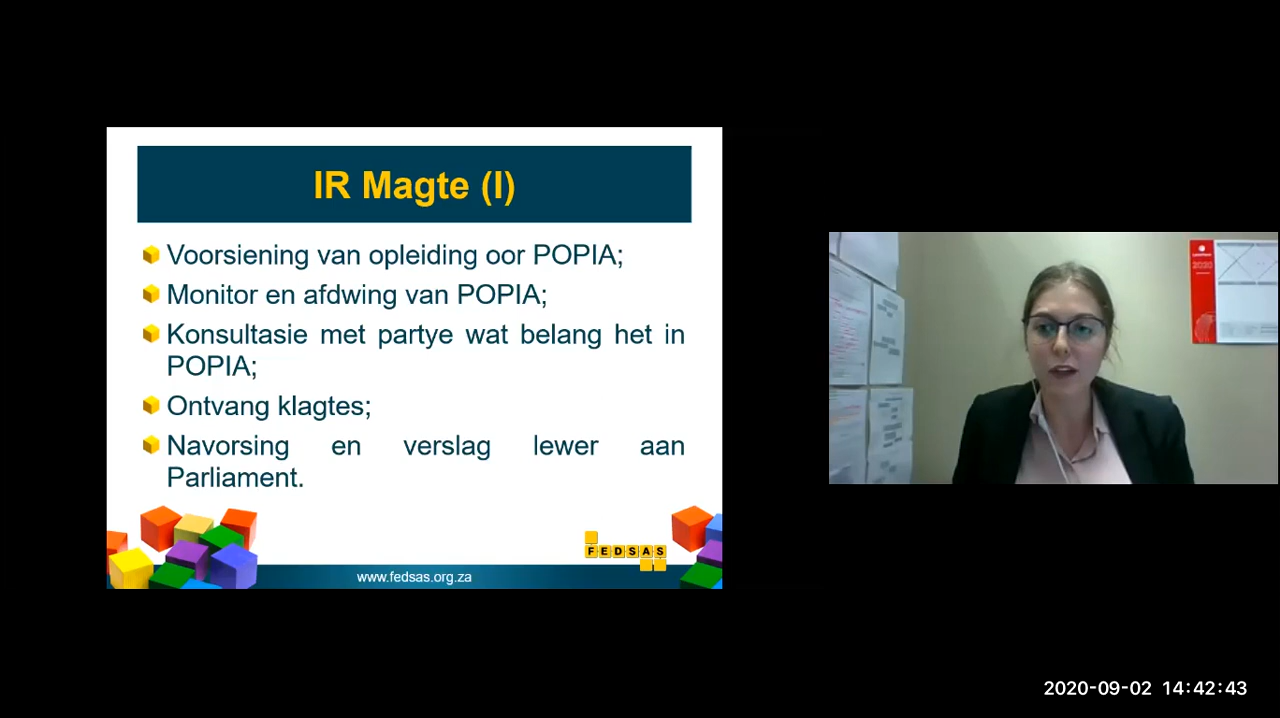 IR Magte (I)
Voorsiening van opleiding oor POPIA;
Monitor en afdwing van POPIA;
Konsultasie met partye wat belang het in
POPIA;
Ontvang klagtes;
Navorsing en verslag lewer aan
Parliament.
FEDSAS
www.fedsas.org.za
2020
2020-09-02 14:42:43